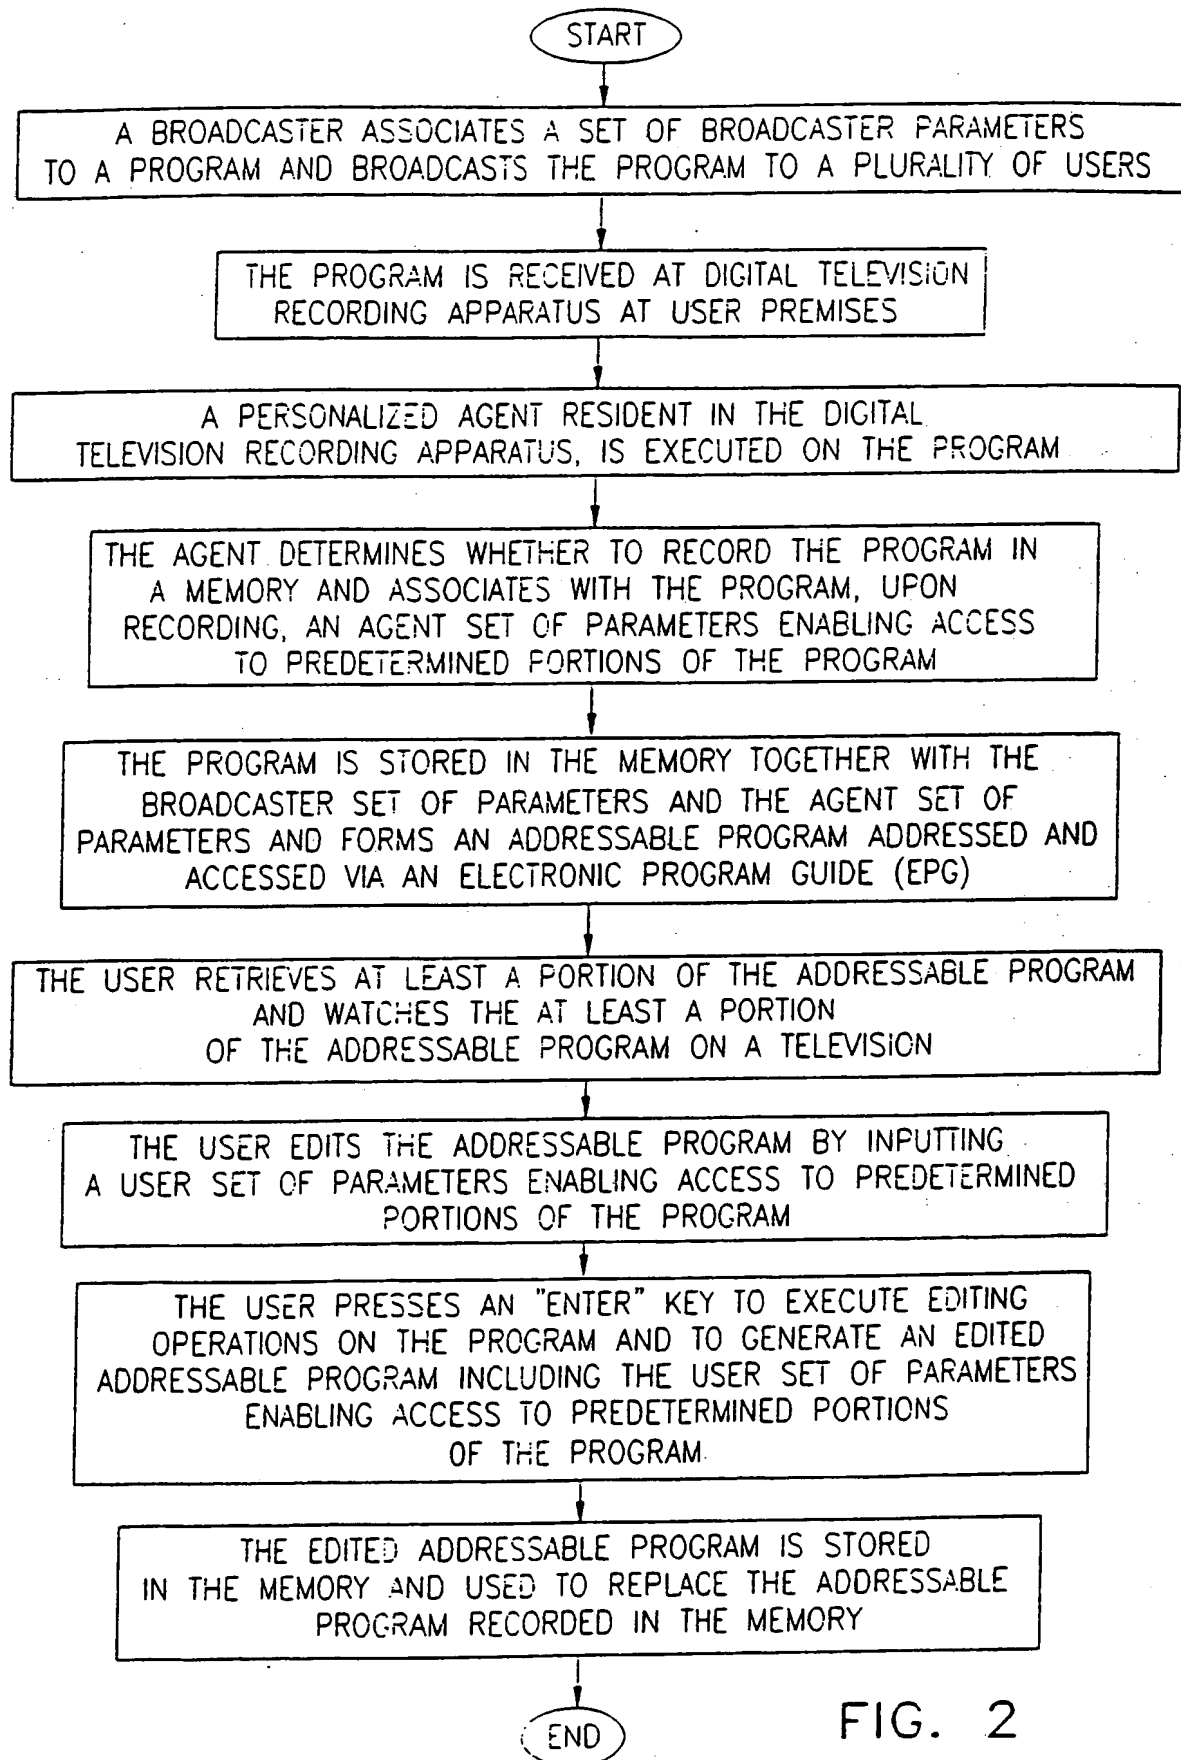 START
A BROADCASTER ASSOCIATES A SET OF BROADCASTER PARAMETERS
TO A PROGRAM AND BROADCASTS THE PROGRAM TO A PLURALITY OF USERS
THE PROGRAM IS RECEIVED AT DIGITAL TELEVISION
RECORDING APPARATUS AT USER PREMISES
A PERSONALIZED AGENT RESIDENT IN THE DIGITAL
TELEVISION RECORDING APPARATUS, IS EXECUTED ON THE PROGRAM
THE AGENT DETERMINES WHETHER TO RECORD THE PROGRAM IN
A MEMORY AND ASSOCIATES WITH THE PROGRAM, UPON
RECORDING, AN AGENT SET OF PARAMETERS ENABLING ACCESS
TO PREDETERMINED PORTIONS OF THE PROGRAM
THE PROGRAM IS STORED IN THE MEMORY TOGETHER WITH THE
BROADCASTER SET OF PARAMETERS AND THE AGENT SET OF
PARAMETERS AND FORMS AN ADDRESSABLE PROGRAM ADDRESSED AND
ACCESSED VIA AN ELECTRONIC PROGRAM GUIDE (EPG)
THE USER RETRIEVES AT LEAST A PORTION OF THE ADDRESSABLE PROGRAM
AND WATCHES THE AT LEAST A PORTION
OF THE ADDRESSABLE PROGRAM ON A TELEVISION
THE USER EDITS THE ADDRESSABLE PROGRAM BY INPUTTING
A USER SET OF PARAMETERS ENABLING ACCESS TO PREDETERMINED
PORTIONS OF THE PROGRAM
THE USER PRESSES AN "ENTER" KEY TO EXECUTE EDITING
OPERATIONS ON THE PROGRAM AND TO GENERATE AN EDITED
ADDRESSABLE PROGRAM INCLUDING THE USER SET OF PARAMETERS
ENABLING ACCESS TO PREDETERMINED PORTIONS
OF THE PROGRAM
THE EDITED ADDRESSABLE PROGRAM IS STORED
IN THE MEMORY AND USED TO REPLACE THE ADDRESSABLE
PROGRAM RECORDED IN THE MEMORY
END
FIG. 2